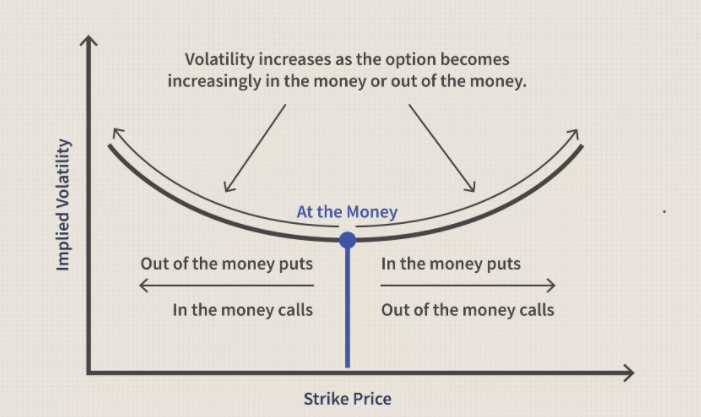 Volatility increases as the option becomes
increasingly in the money or out of the money.
Implied Volatility
At the Money
Out of the money puts
In the money puts
In the money calls
Out of the money calls
Strike Price